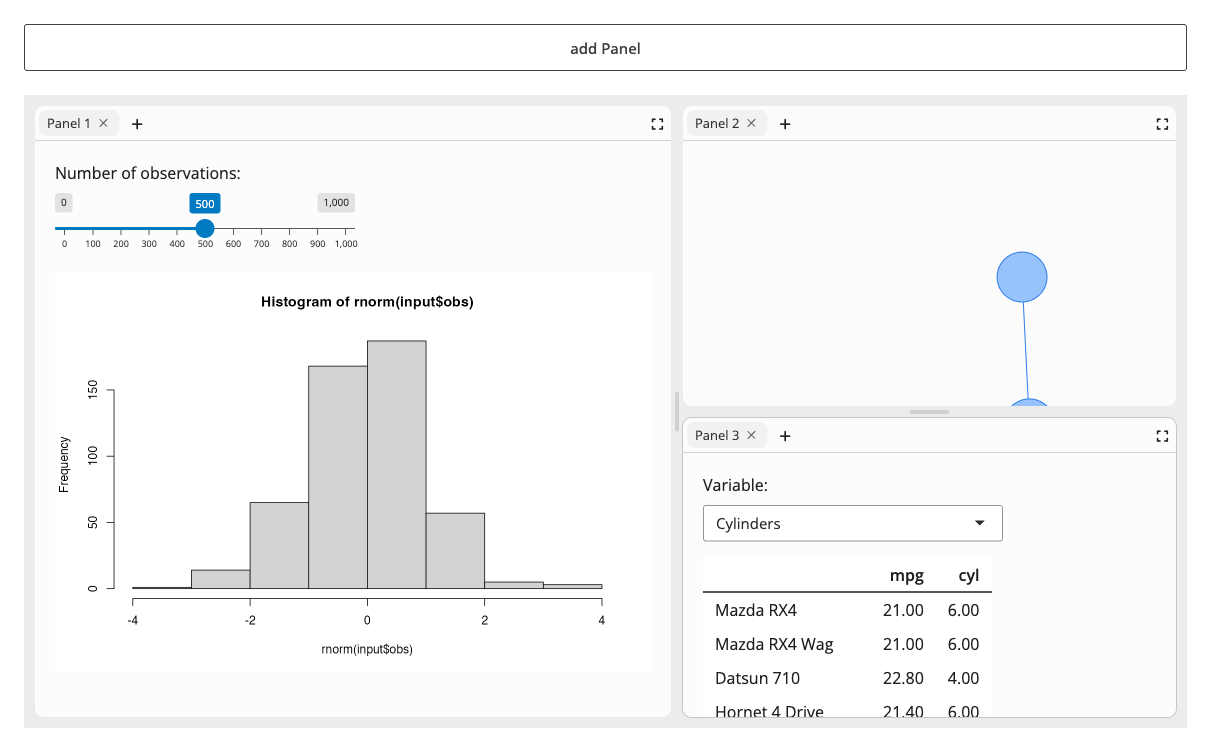 add Panel
Panel 1
Number of observations:
0 500 1,000
0 100 200 300 400 500 600 700 800 900 1,000
Histogram of rnorm(input$obs)
Frequency
150
100
50
0
-4 -2 0 2 4
rnorm(input$obs)
Panel 2
Panel 3
Variable:
Cylinders
mpg cyl
Mazda RX4 21.00 6.00
Mazda RX4 Wag 21.00 6.00
Datsun 710 22.80 4.00
Hornet 4 Drive 21.40 6.00